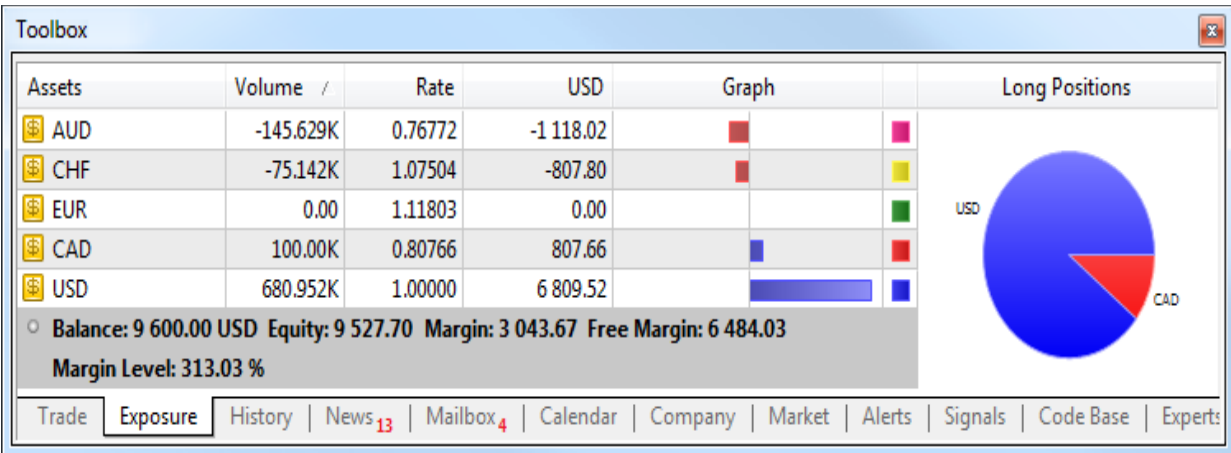 Toolbox
Assets Volume / Rate USD Graph Long Positions
AUD -145.629K 0.76772 -1 118.02
CHF -75.142K 1.07504 -807.80
EUR 0.00 1.11803 0.00
CAD 100.00K 0.80766 807.66
USD 680.952K 1.00000 6 809.52
USD
CAD
Balance: 9 600.00 USD Equity: 9 527.70 Margin: 3 043.67 Free Margin: 6 484.03
Margin Level: 313.03 %
Trade Exposure History | News 13 | Mailbox 4 | Calendar | Company | Market | Alerts | Signals | Code Base | Experts